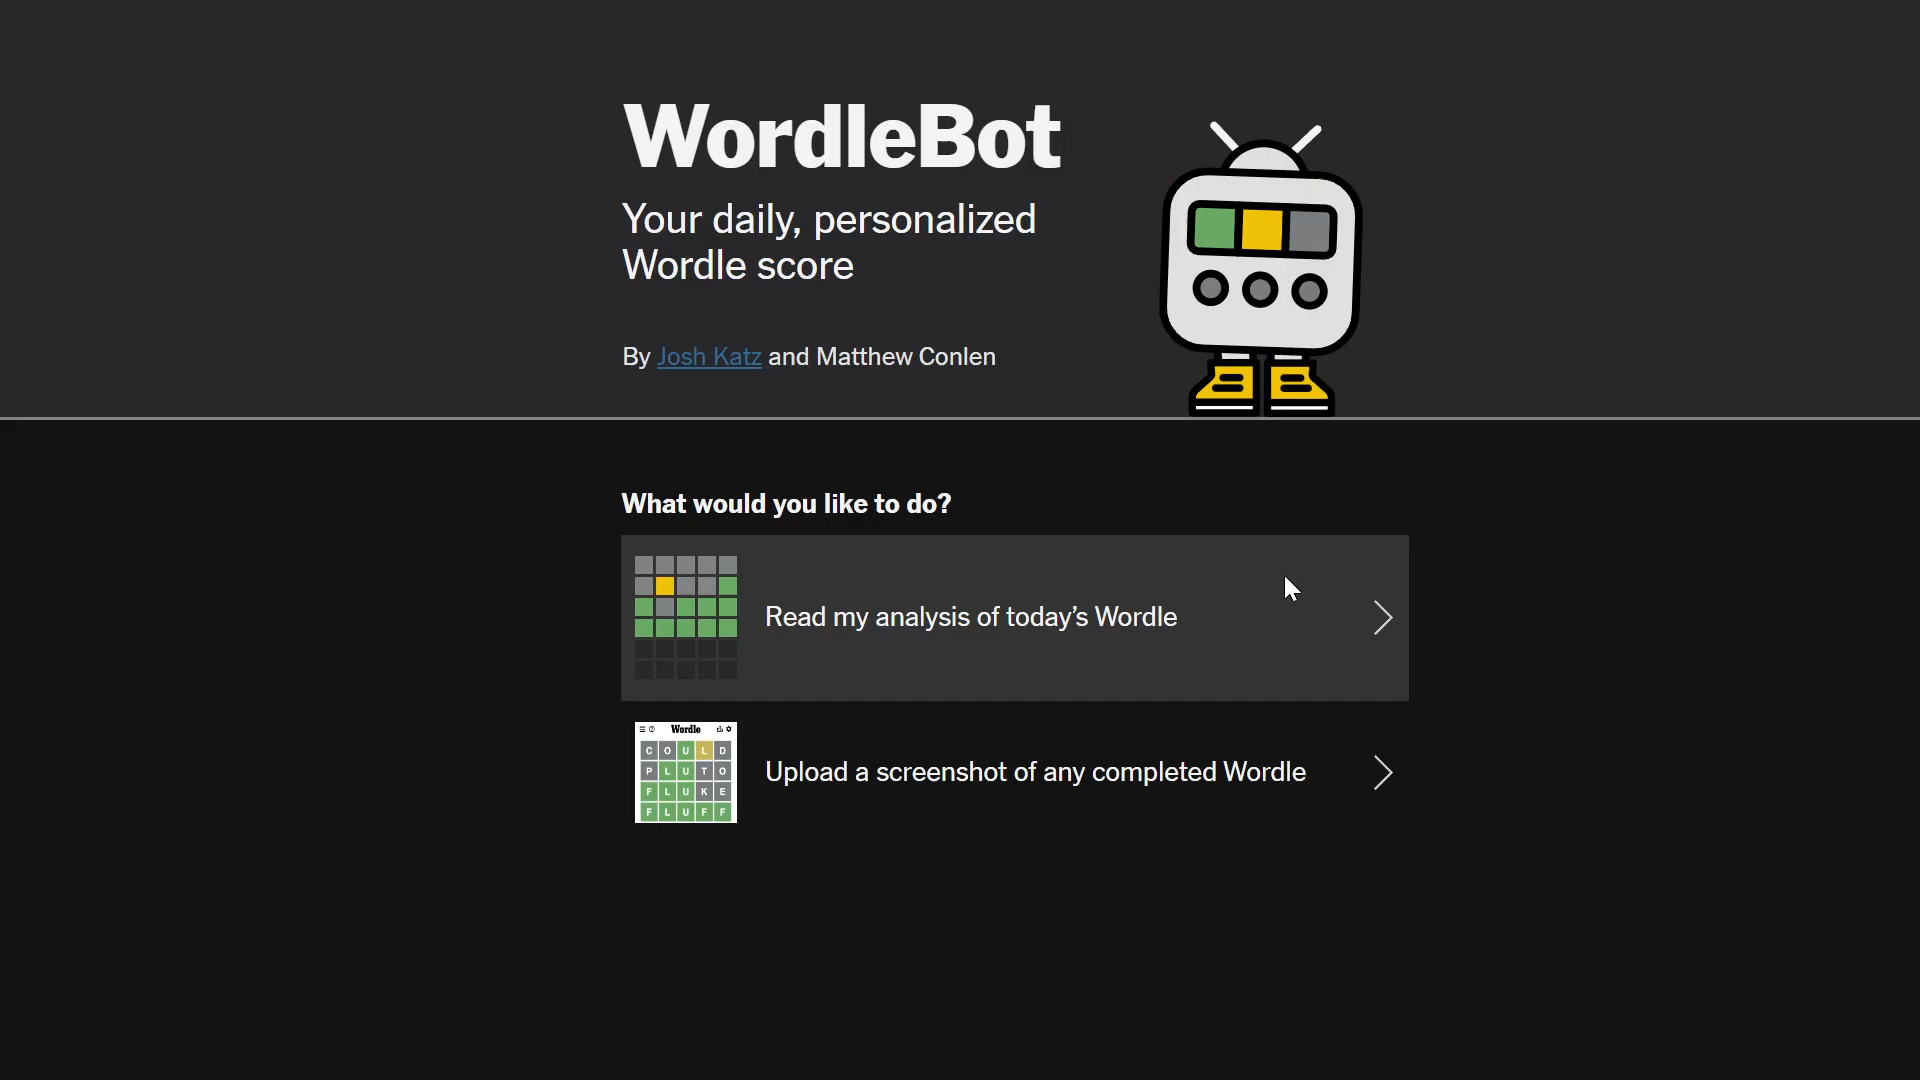 WordleBot
Your daily, personalized
Wordle score
By Josh Katz and Matthew Conlen
What would you like to do?
Read my analysis of today’s Wordle
Wordle
C O U L D
P L U T O
F L U K E
F L U F F
Upload a screenshot of any completed Wordle